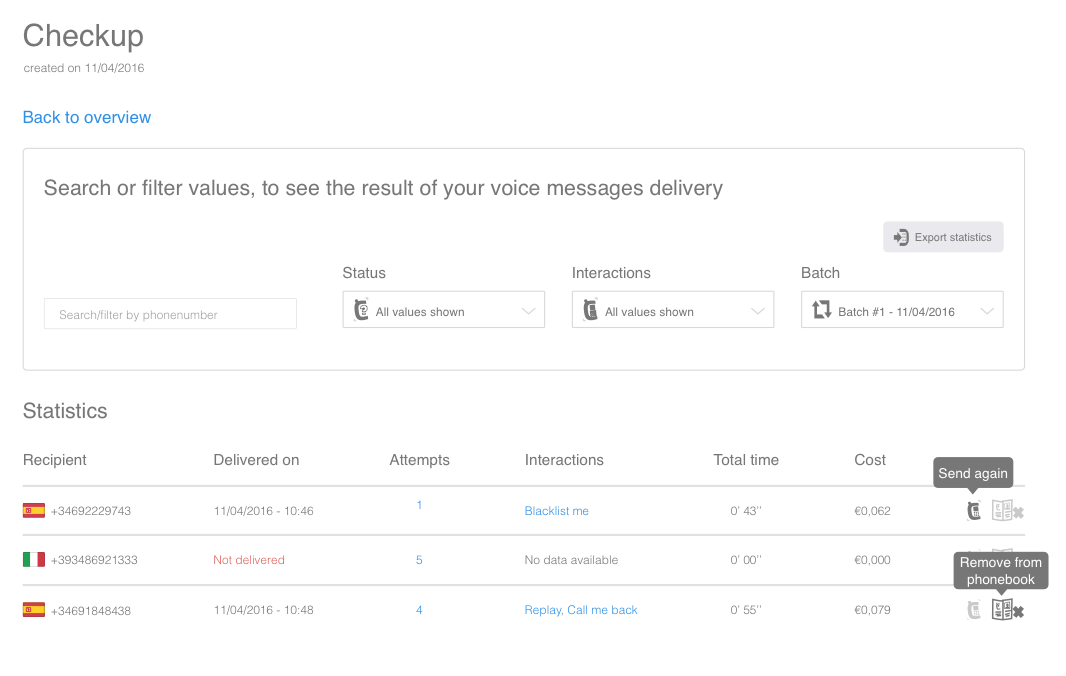 Checkup
created on 11/04/2016
Back to overview
Search or filter values, to see the result of your voice messages delivery
Export statistics
Status
Interactions
Batch
Search/filter by phonenumber
All values shown
All values shown
Batch #1 - 11/04/2016
Statistics
Recipient
Delivered on
Attempts
Interactions
Total time
Cost
Send again
+34692229743
11/04/2016 - 10:46
1
Blacklist me
0' 43''
€0,062
+393486921333
Not delivered
5
No data available
0' 00''
€0,000
Remove from
phonebook
+34691848438
11/04/2016 - 10:48
4
Replay, Call me back
0' 55''
€0,079